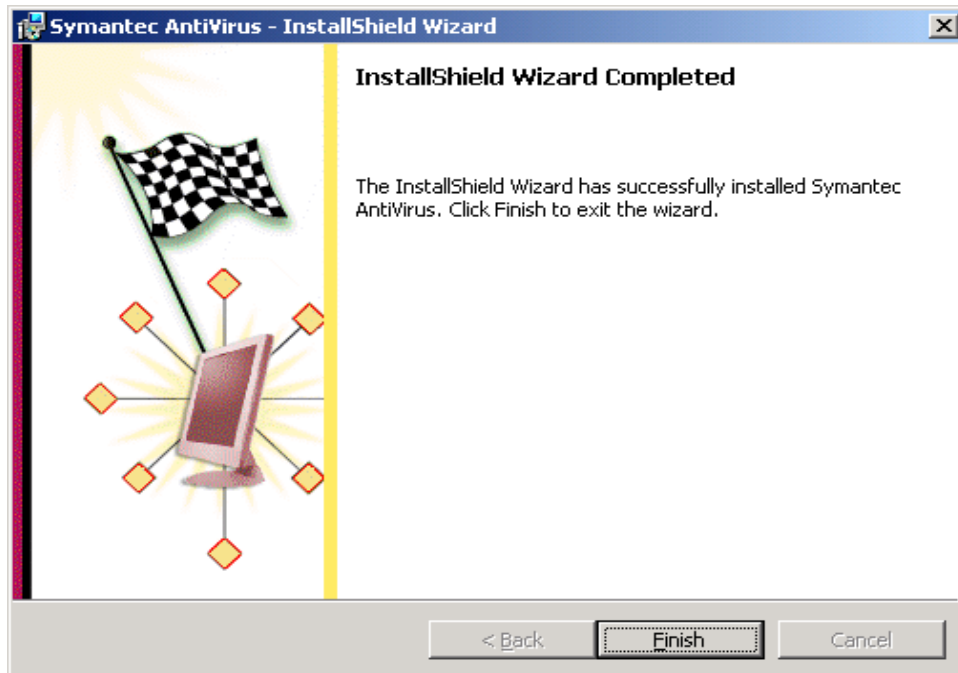 Symantec AntiVirus - InstallShield Wizard
InstallShield Wizard Completed
The InstallShield Wizard has successfully installed Symantec
AntiVirus. Click Finish to exit the wizard.
< Back
Finish
Cancel